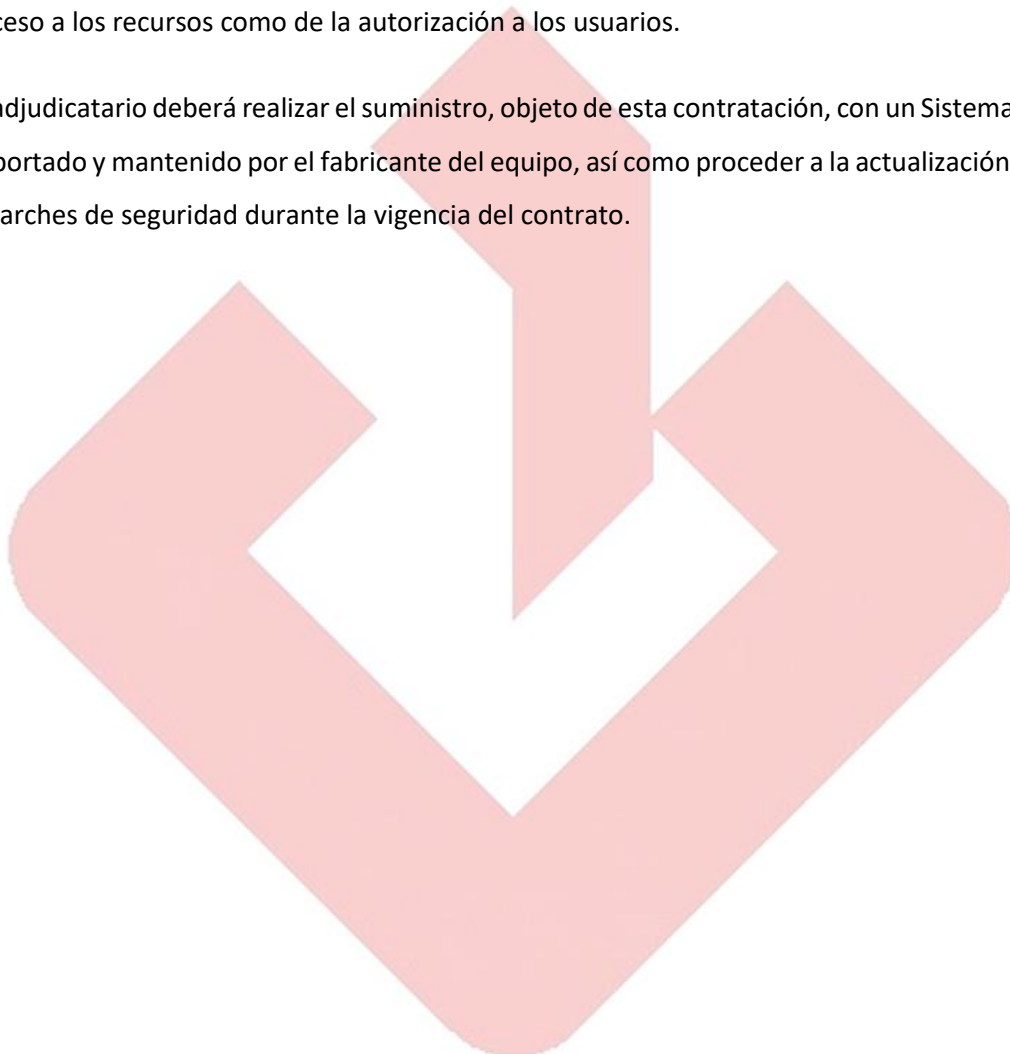 ceso a los recursos como de la autorización a los usuarios.
adjudicatario deberá realizar el suministro, objeto de esta contratación, con un Sistema
portado y mantenido por el fabricante del equipo, así como proceder a la actualización
arches de seguridad durante la vigencia del contrato.